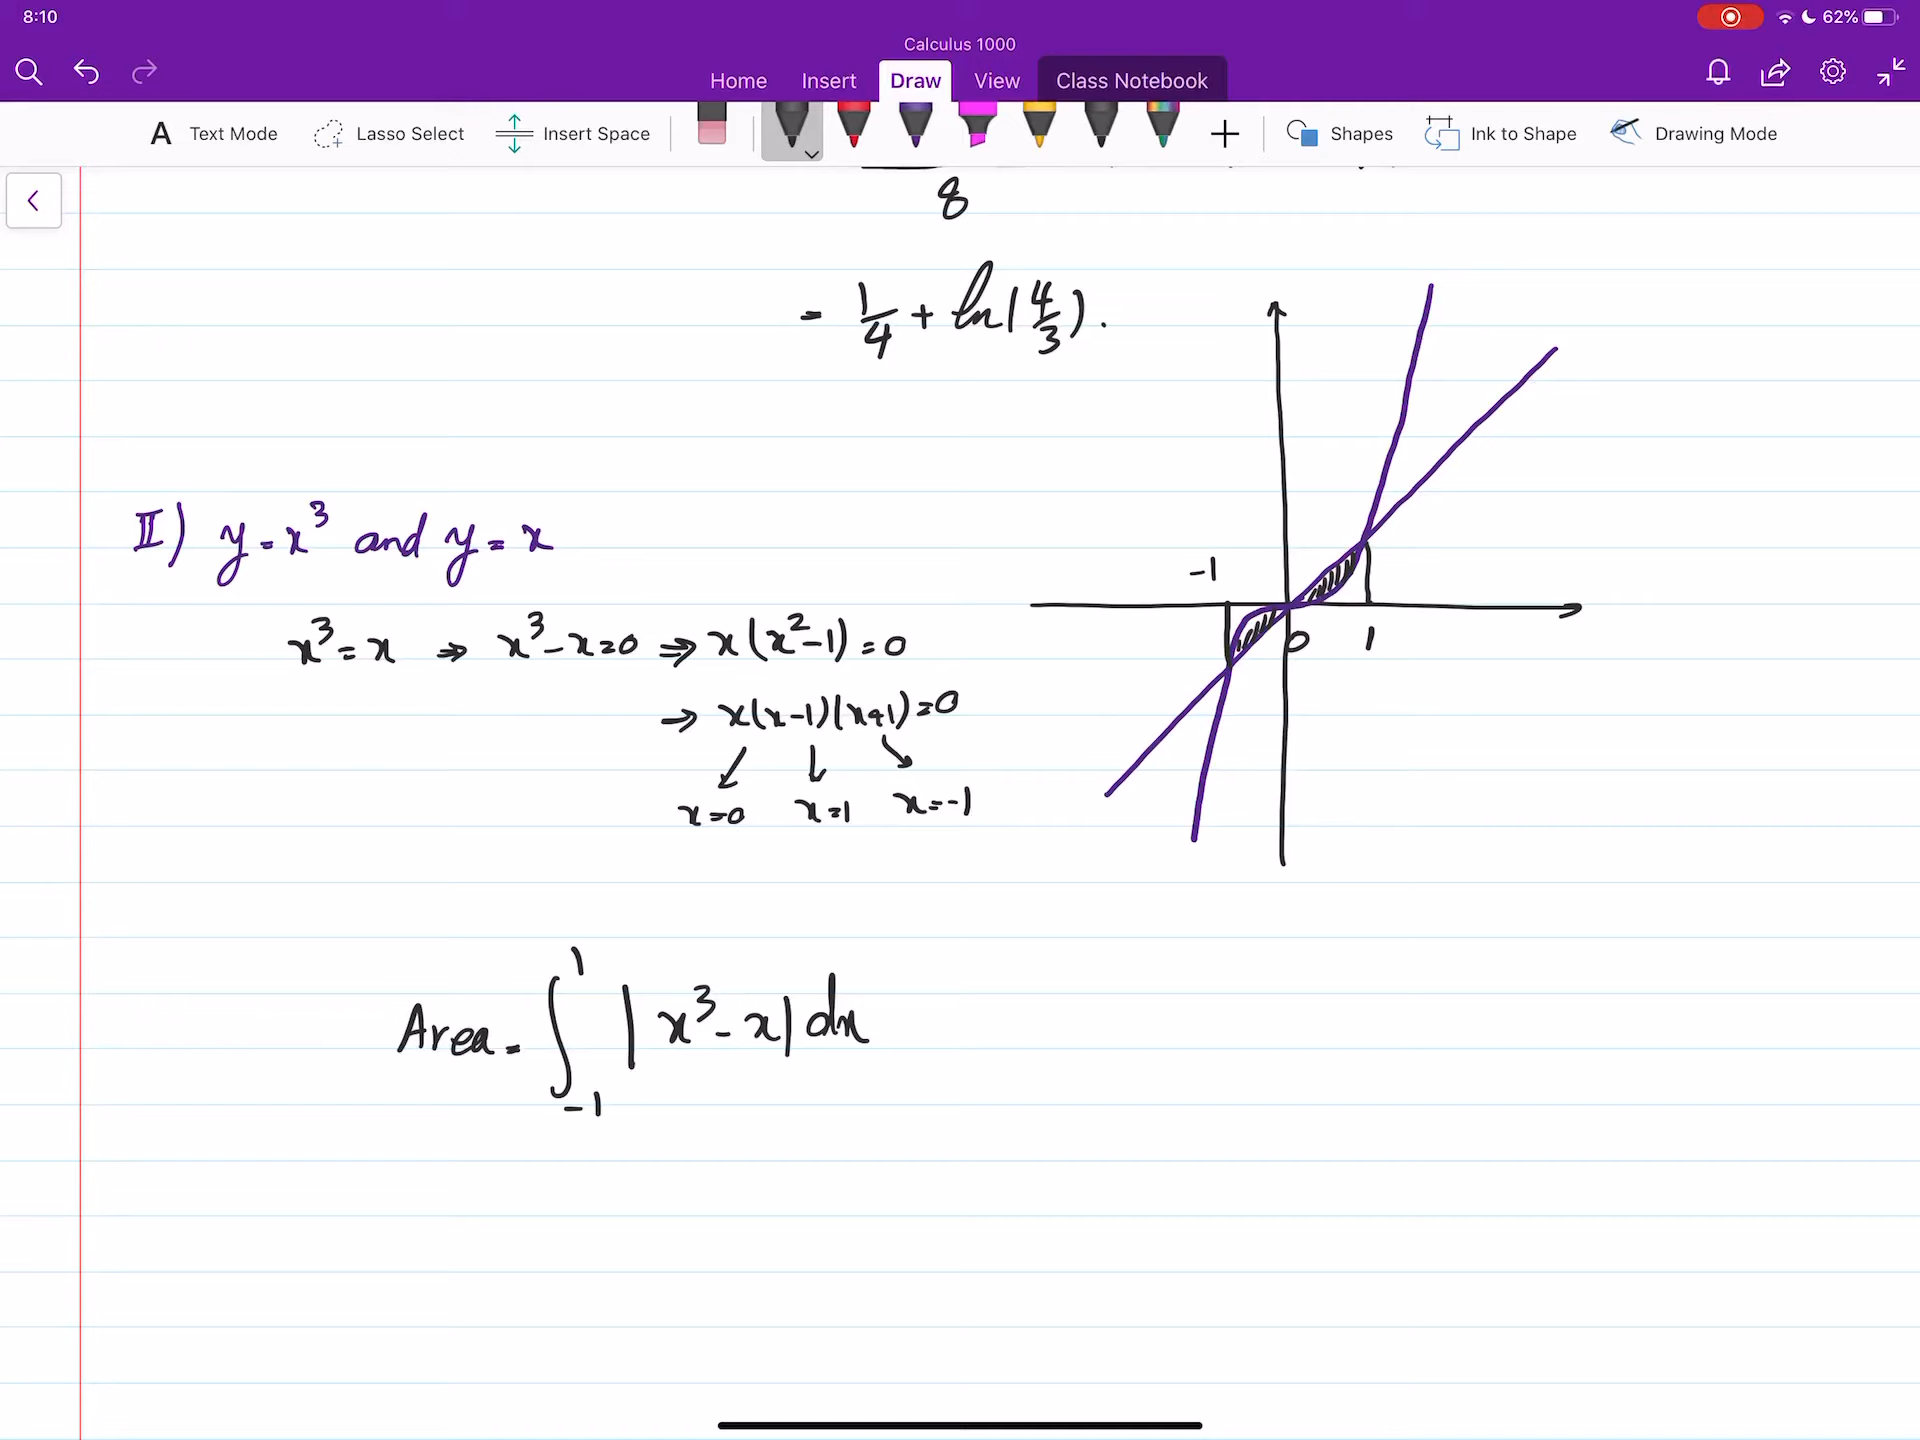 8:10
62%
Calculus 1000
Home Insert Draw View Class Notebook
Text Mode Lasso Select Insert Space Shapes Ink to Shape Drawing Mode
8
= 1/4 + ln(4/3).
II) y=x³ and y=x
x³=x ⇒ x³-x=0 ⇒ x(x²-1)=0
⇒ x(x-1)(x+1)=0
x=0 x=1 x=-1
-1
0 1
Area = ∫₋₁¹ |x³-x| dx